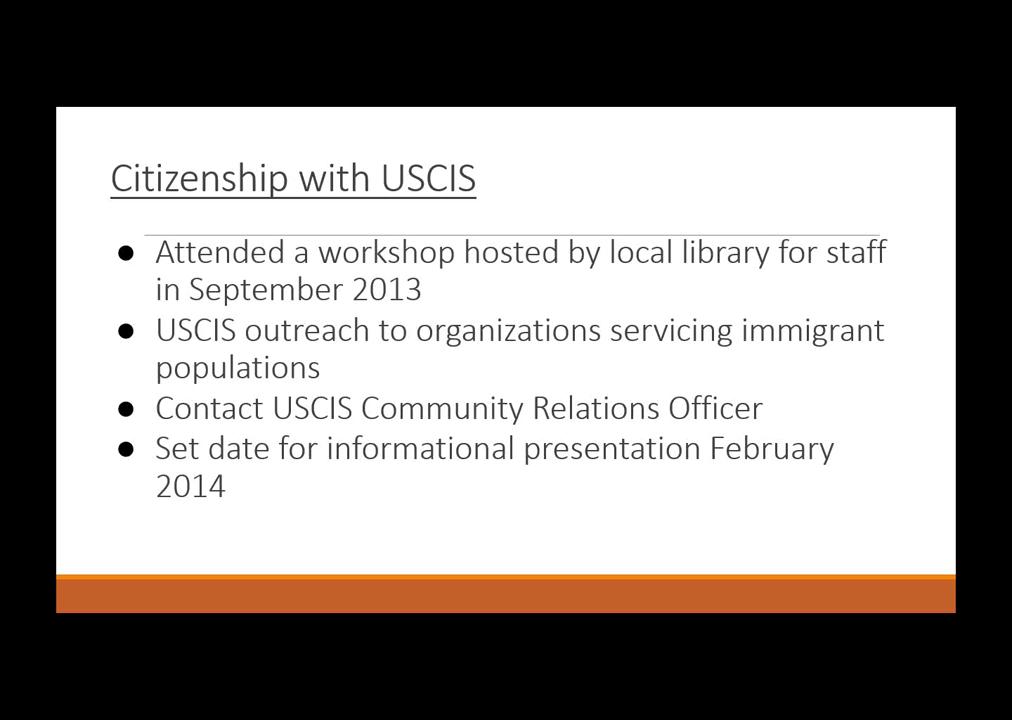 Citizenship with USCIS
● Attended a workshop hosted by local library for staff
in September 2013
● USCIS outreach to organizations servicing immigrant
populations
● Contact USCIS Community Relations Officer
● Set date for informational presentation February
2014